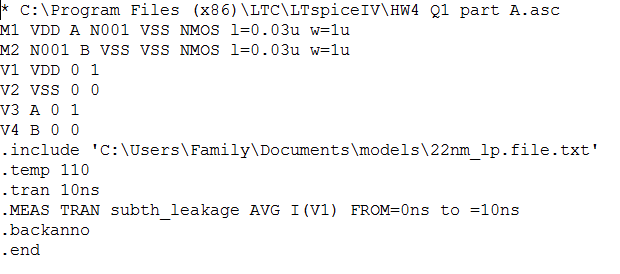 * C:\Program Files (x86)\LTC\LTspiceIV\HW4 Q1 part A.asc
M1 VDD A N001 VSS NMOS l=0.03u w=1u
M2 N001 B VSS VSS NMOS l=0.03u w=1u
V1 VDD 0 1
V2 VSS 0 0
V3 A 0 1
V4 B 0 0
.include 'C:\Users\Family\Documents\models\22nm_lp.file.txt'
.temp 110
.tran 10ns
.MEAS TRAN subth_leakage AVG I(V1) FROM=0ns to =10ns
.backanno
.end